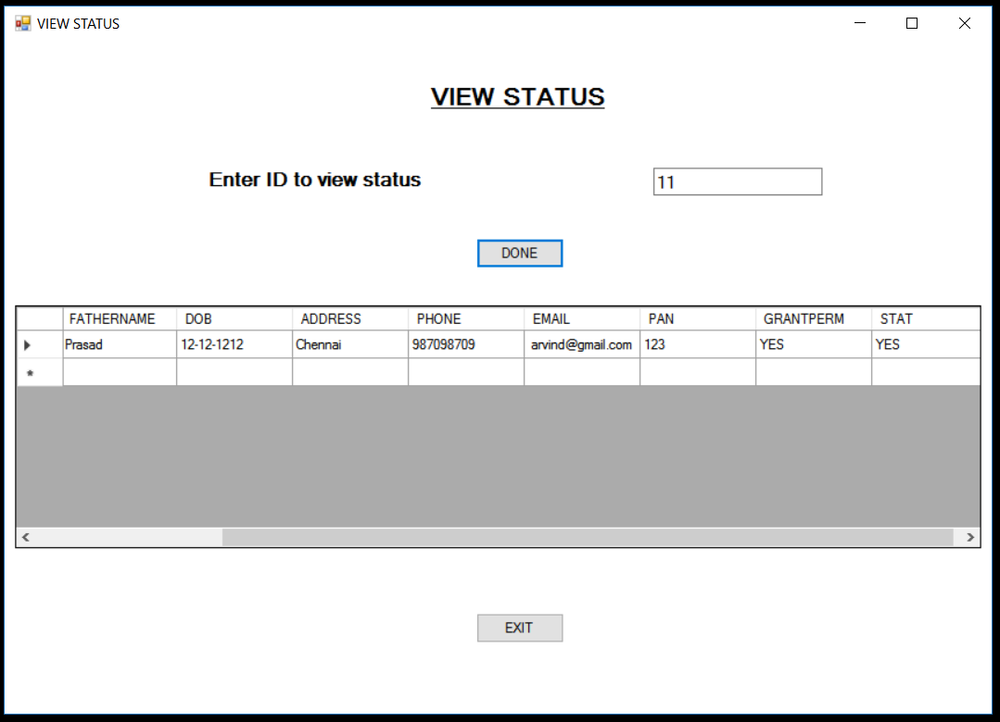 VIEW STATUS
VIEW STATUS
Enter ID to view status 11
DONE
FATHERNAME DOB ADDRESS PHONE EMAIL PAN GRANTPERM STAT
Prasad 12-12-1212 Chennai 987098709 arvind@gmail.com 123 YES YES
*
EXIT